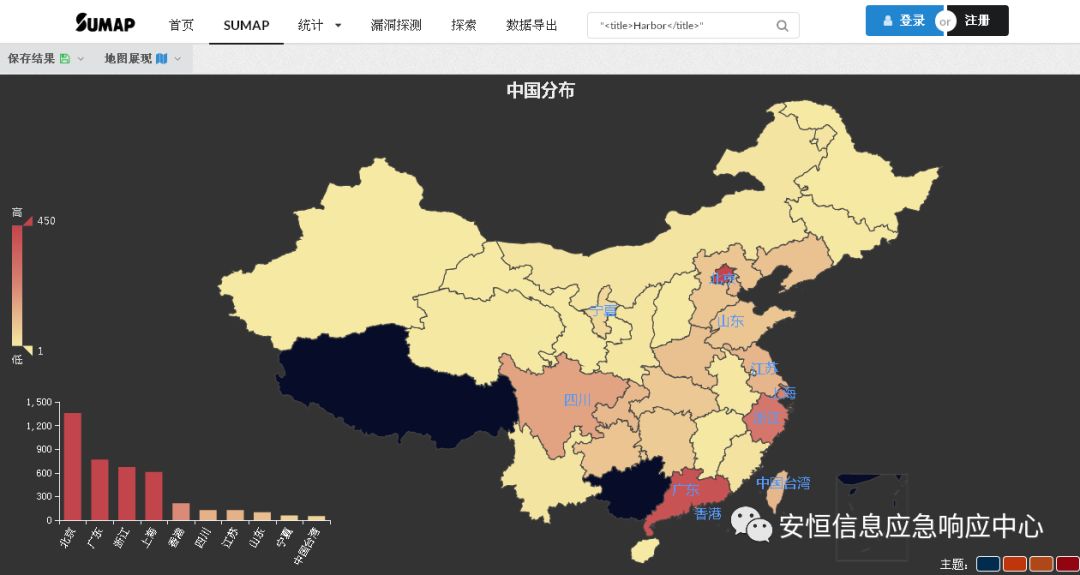 SUMAP 首页 SUMAP 统计 漏洞探测 探索 数据导出 "<title>Harbor</title>" 登录 or 注册
保存结果 地图展现
中国分布
高
450
1
低
北京
宁夏
山东
江苏
上海
浙江
四川
中国台湾
广东
香港
1,500
1,200
900
600
300
0
北京 广东 浙江 上海 香港 四川 江苏 山东 宁夏 中国台湾
安恒信息应急响应中心
主题: